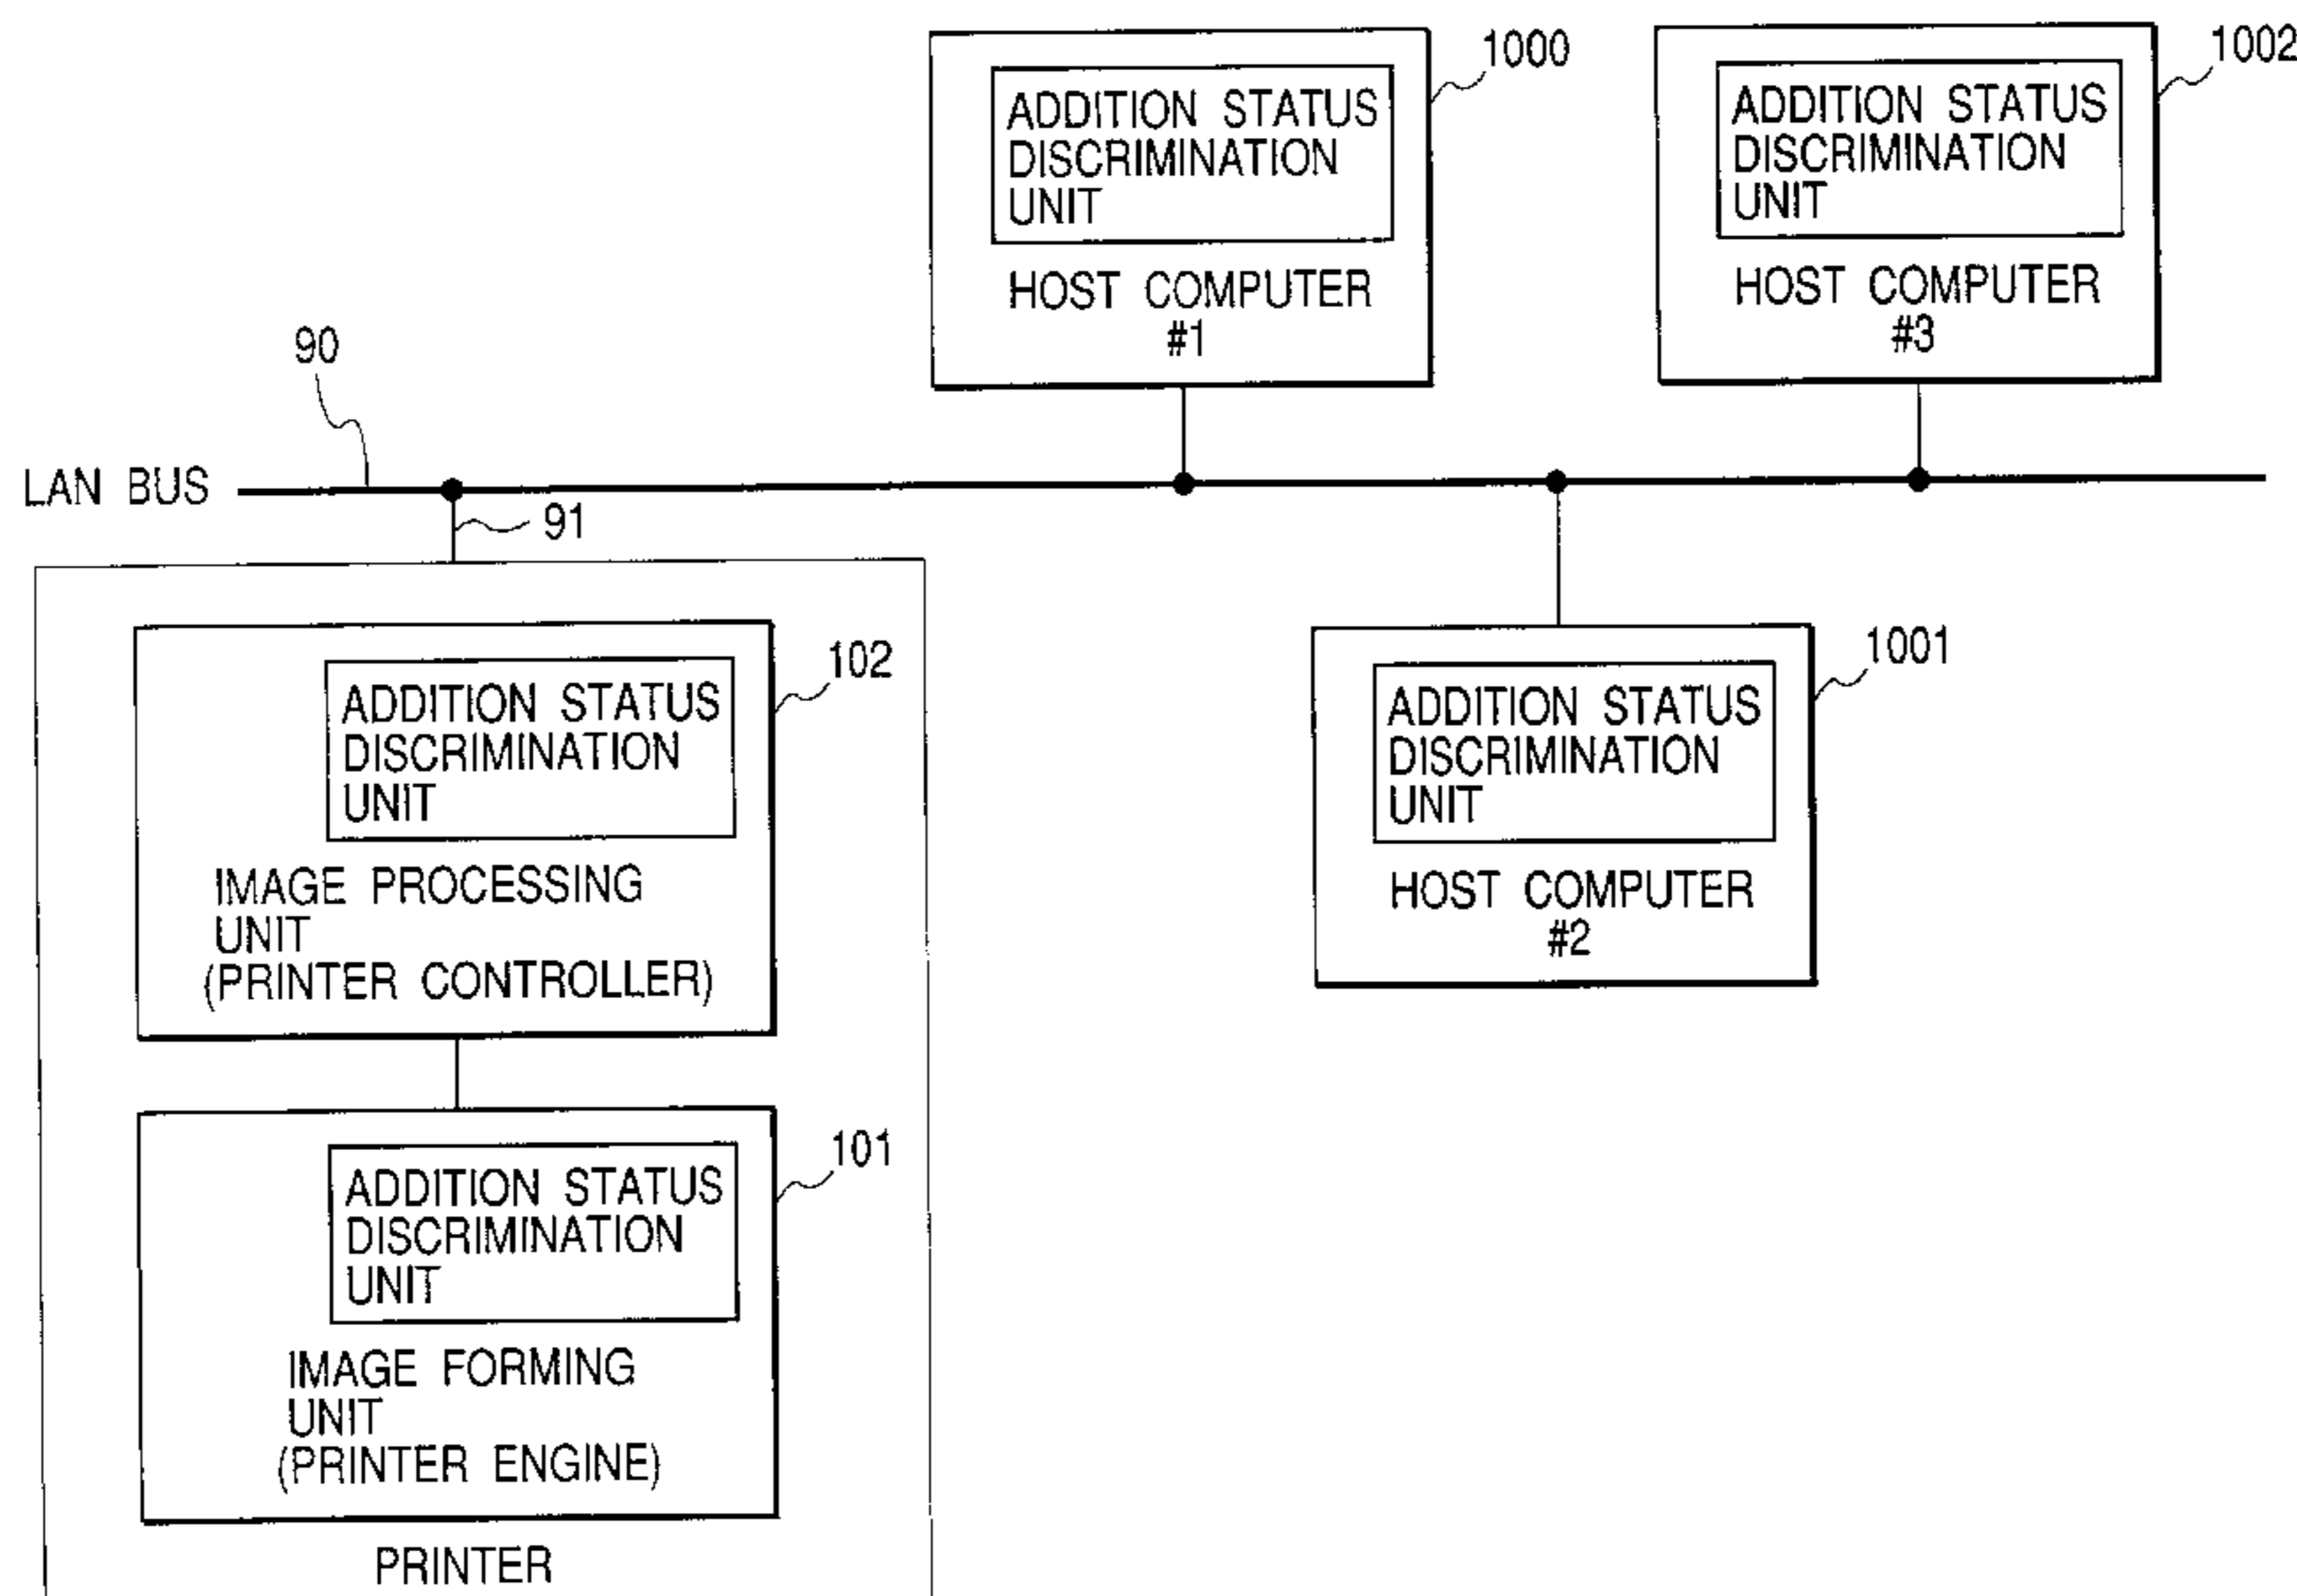 1000
ADDITION STATUS
DISCRIMINATION
UNIT
HOST COMPUTER
#1
1002
ADDITION STATUS
DISCRIMINATION
UNIT
HOST COMPUTER
#3
90
LAN BUS
91
102
ADDITION STATUS
DISCRIMINATION
UNIT
IMAGE PROCESSING
UNIT
(PRINTER CONTROLLER)
1001
ADDITION STATUS
DISCRIMINATION
UNIT
HOST COMPUTER
#2
101
ADDITION STATUS
DISCRIMINATION
UNIT
IMAGE FORMING
UNIT
(PRINTER ENGINE)
PRINTER